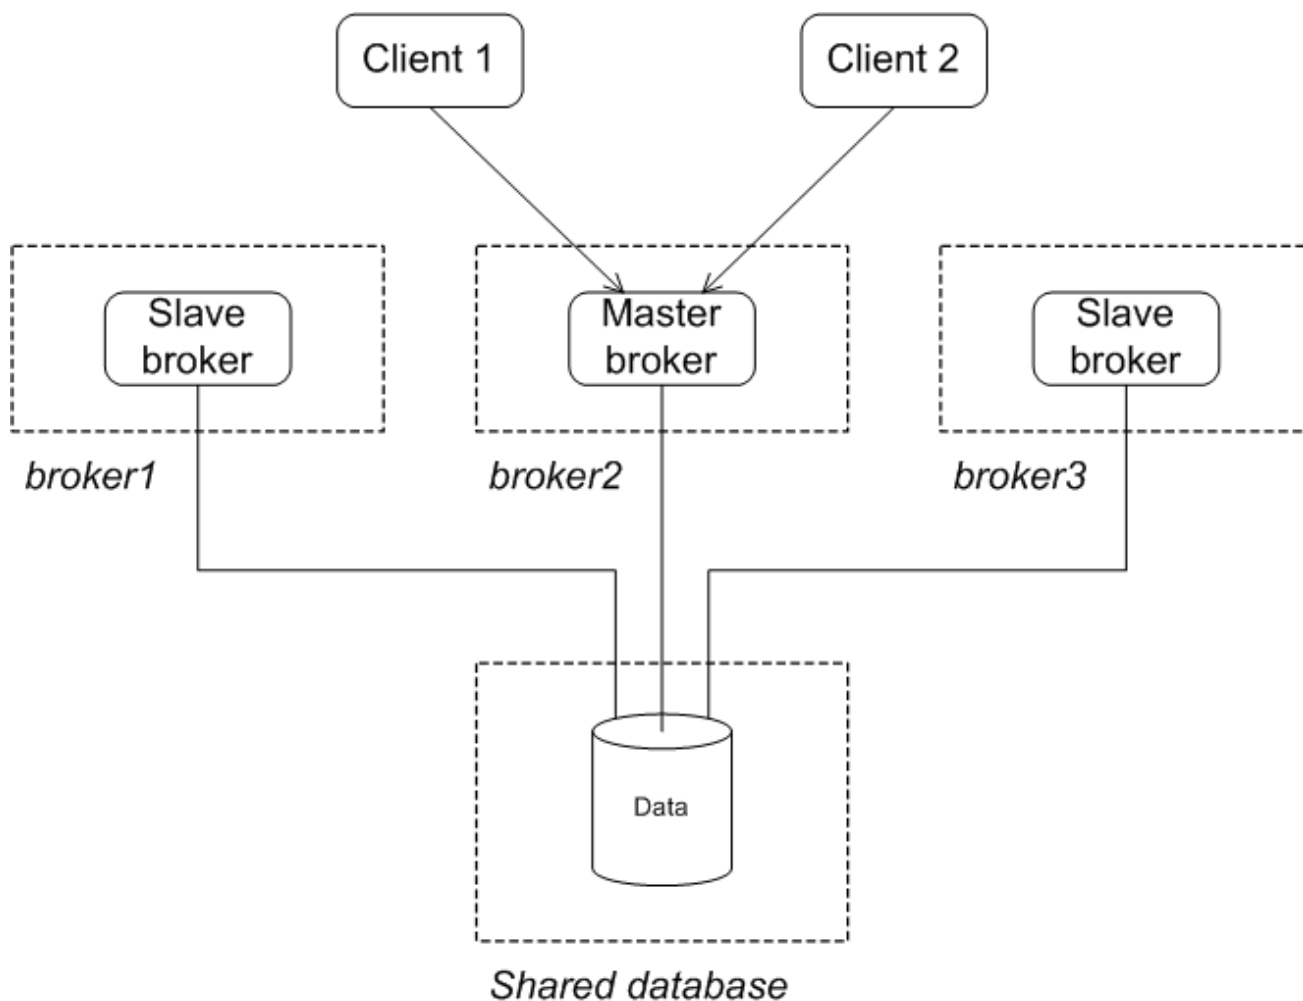 Client 1
Client 2
Slave
broker
Master
broker
Slave
broker
broker1
broker2
broker3
Data
Shared database